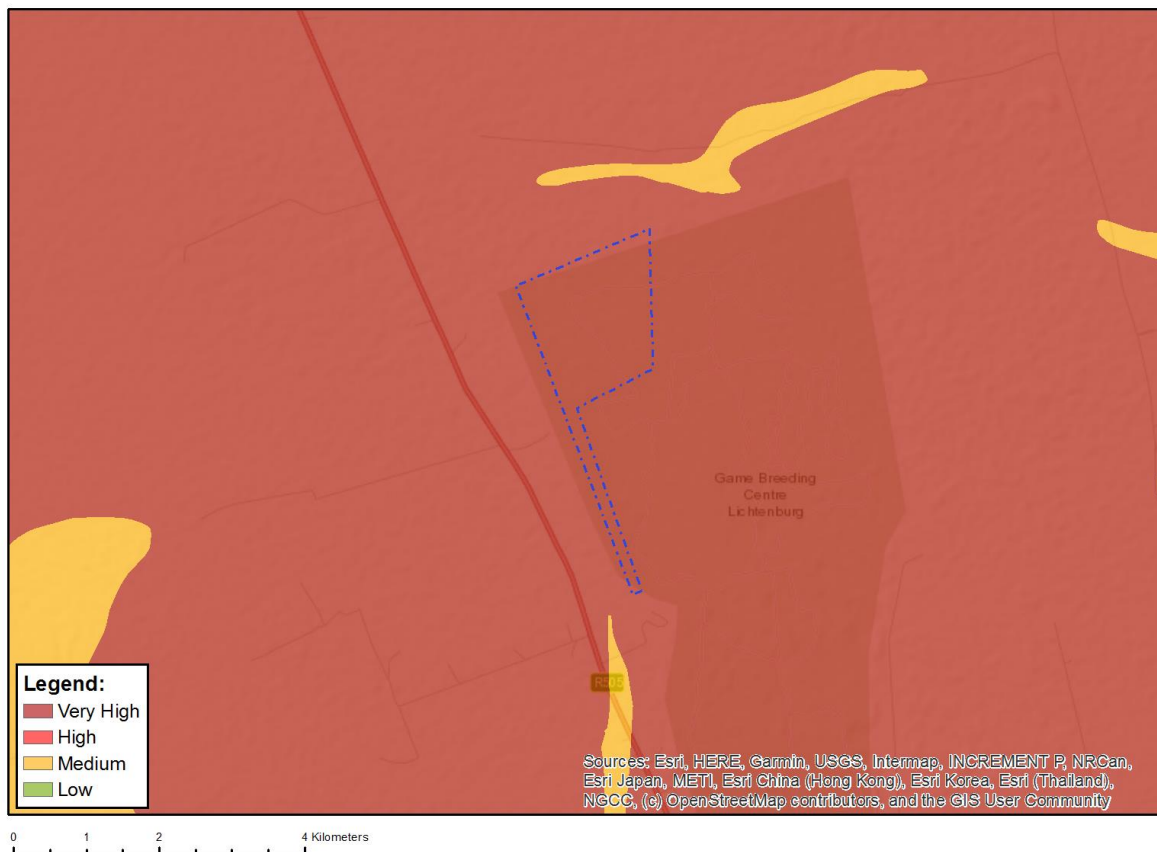 Game Breeding
Centre
Lichtenburg
R505
Legend:
Very High
High
Medium
Low
Sources: Esri, HERE, Garmin, USGS, Intermap, INCREMENT P, NRCan,
Esri Japan, METI, Esri China (Hong Kong), Esri Korea, Esri (Thailand),
NGCC, (c) OpenStreetMap contributors, and the GIS User Community
0 1 2 4 Kilometers